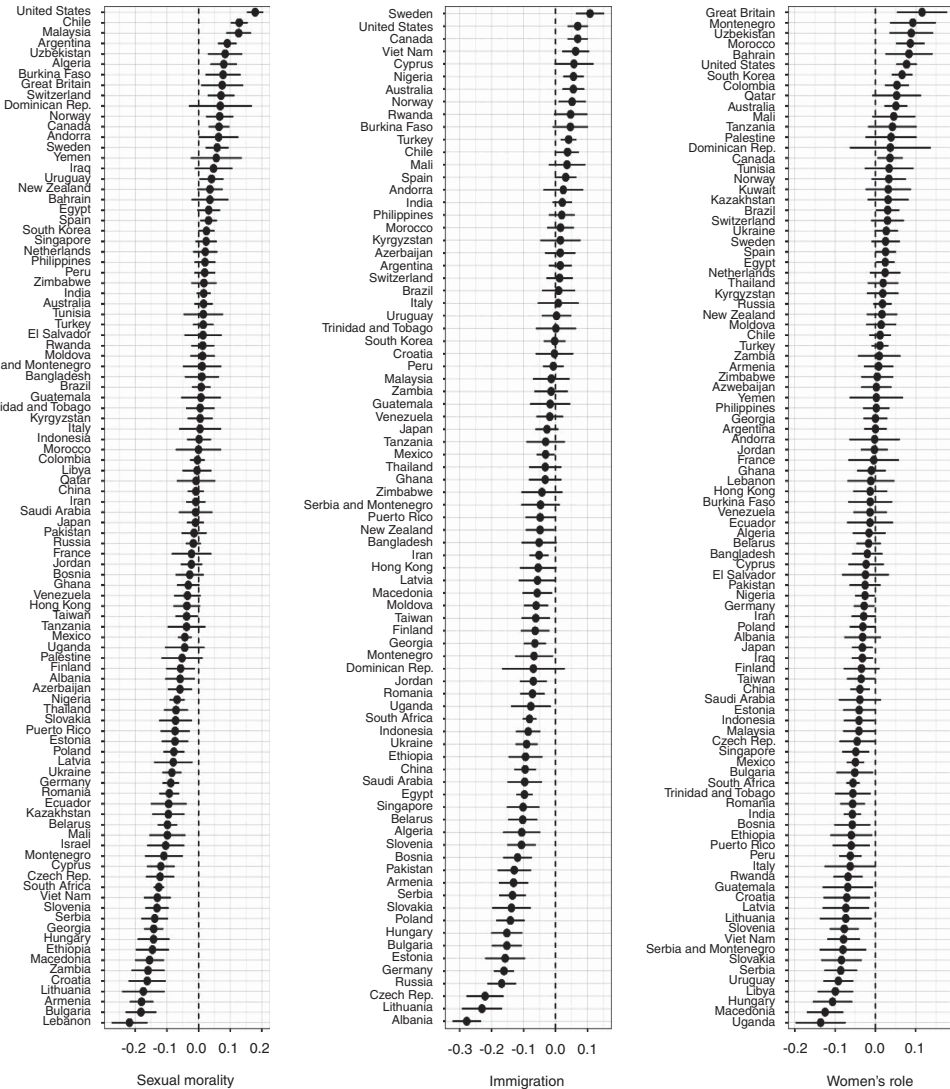 United States
Chile
Malaysia
Argentina
Uzbekistan
Algeria
Burkina Faso
Great Britain
Switzerland
Dominican Rep.
Norway
Canada
Andorra
Sweden
Yemen
Iraq
Uruguay
New Zealand
Bahrain
Egypt
Spain
South Korea
Singapore
Netherlands
Philippines
Peru
Zimbabwe
India
Australia
Tunisia
Turkey
El Salvador
Rwanda
Moldova
and Montenegro
Bangladesh
Brazil
Guatemala
idad and Tobago
Kyrgyzstan
Italy
Indonesia
Morocco
Colombia
Libya
Qatar
China
Iran
Saudi Arabia
Japan
Pakistan
Russia
France
Jordan
Bosnia
Ghana
Venezuela
Hong Kong
Taiwan
Tanzania
Mexico
Uganda
Palestine
Finland
Albania
Azerbaijan
Nigeria
Thailand
Slovakia
Puerto Rico
Estonia
Poland
Latvia
Ukraine
Germany
Romania
Ecuador
Kazakhstan
Belarus
Mali
Israel
Montenegro
Cyprus
Czech Rep.
South Africa
Viet Nam
Slovenia
Serbia
Georgia
Hungary
Ethiopia
Macedonia
Zambia
Croatia
Lithuania
Armenia
Bulgaria
Lebanon
-0.2 -0.1 0.0 0.1 0.2
Sexual morality
Sweden
United States
Canada
Viet Nam
Cyprus
Nigeria
Australia
Norway
Rwanda
Burkina Faso
Turkey
Chile
Mali
Spain
Andorra
India
Philippines
Morocco
Kyrgyzstan
Azerbaijan
Argentina
Switzerland
Brazil
Italy
Uruguay
Trinidad and Tobago
South Korea
Croatia
Peru
Malaysia
Zambia
Guatemala
Venezuela
Japan
Tanzania
Mexico
Thailand
Ghana
Zimbabwe
Serbia and Montenegro
Puerto Rico
New Zealand
Bangladesh
Iran
Hong Kong
Latvia
Macedonia
Moldova
Taiwan
Finland
Georgia
Montenegro
Dominican Rep.
Jordan
Romania
Uganda
South Africa
Indonesia
Ukraine
Ethiopia
China
Saudi Arabia
Egypt
Singapore
Belarus
Algeria
Slovenia
Bosnia
Pakistan
Armenia
Serbia
Slovakia
Poland
Hungary
Bulgaria
Estonia
Germany
Russia
Czech Rep.
Lithuania
Albania
-0.3 -0.2 -0.1 0.0 0.1
Immigration
Great Britain
Montenegro
Uzbekistan
Morocco
Bahrain
United States
South Korea
Colombia
Qatar
Australia
Mali
Tanzania
Palestine
Dominican Rep.
Canada
Tunisia
Norway
Kuwait
Kazakhstan
Brazil
Switzerland
Ukraine
Sweden
Spain
Egypt
Netherlands
Thailand
Kyrgyzstan
Russia
New Zealand
Moldova
Chile
Turkey
Zambia
Armenia
Zimbabwe
Azwebaijan
Yemen
Philippines
Georgia
Argentina
Andorra
Jordan
France
Ghana
Lebanon
Hong Kong
Burkina Faso
Venezuela
Ecuador
Algeria
Belarus
Bangladesh
Cyprus
El Salvador
Pakistan
Nigeria
Germany
Iran
Poland
Albania
Japan
Iraq
Finland
Taiwan
China
Saudi Arabia
Estonia
Indonesia
Malaysia
Czech Rep.
Singapore
Mexico
Bulgaria
South Africa
Trinidad and Tobago
Romania
India
Bosnia
Ethiopia
Puerto Rico
Peru
Italy
Rwanda
Guatemala
Croatia
Latvia
Lithuania
Slovenia
Viet Nam
Serbia and Montenegro
Slovakia
Serbia
Uruguay
Libya
Hungary
Macedonia
Uganda
-0.2 -0.1 0.0 0.1
Women's role